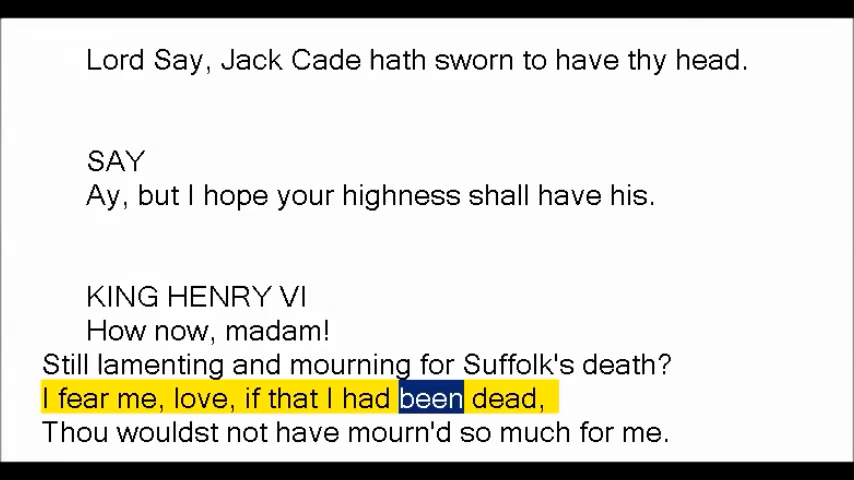 Lord Say, Jack Cade hath sworn to have thy head.
SAY
Ay, but I hope your highness shall have his.
KING HENRY VI
How now, madam!
Still lamenting and mourning for Suffolk's death?
I fear me, love, if that I had been dead,
Thou wouldst not have mourn'd so much for me.